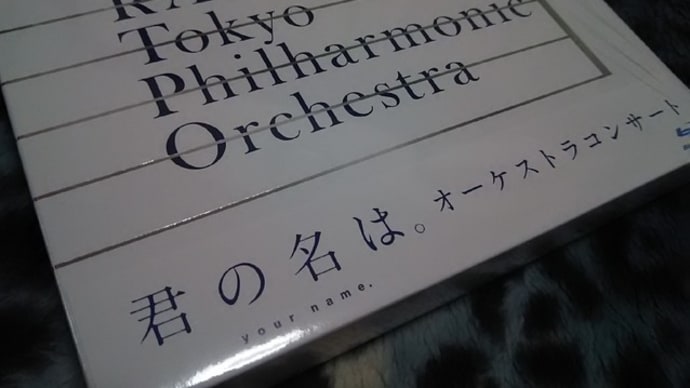 Tokyo
Philharmonic
Orchestra
君の名は。オーケストラコンサート
your name.